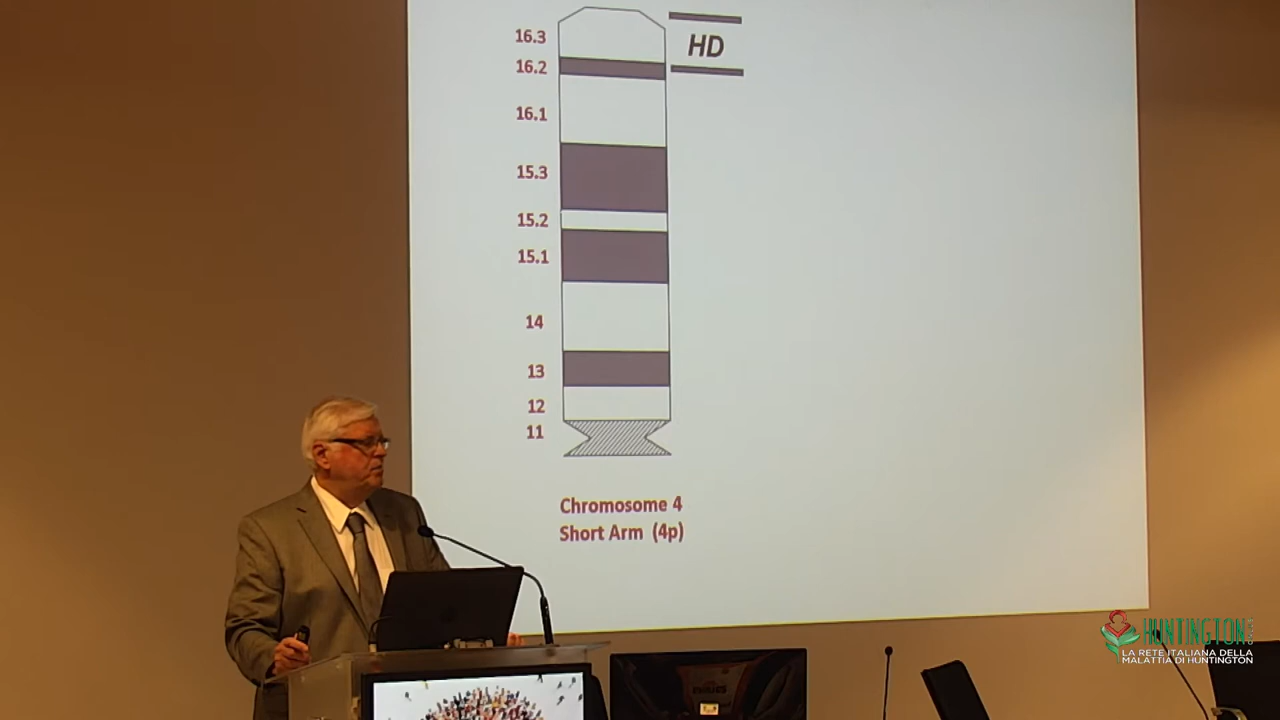 16.3
HD
16.2
16.1
15.3
15.2
15.1
14
13
12
11
Chromosome 4
Short Arm (4p)
HUNTINGTON
LA RETE ITALIANA DELLA
MALATTIA DI HUNTINGTON